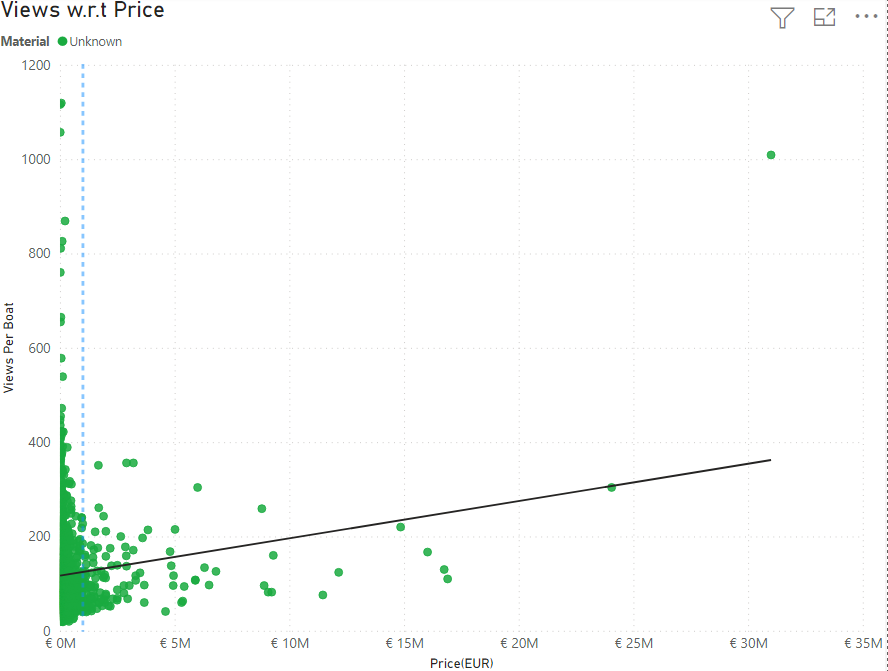 Views w.r.t Price
Material Unknown
1200
1000
800
600
400
200
0
Views Per Boat
€ 0M € 5M € 10M € 15M € 20M € 25M € 30M € 35M
Price(EUR)